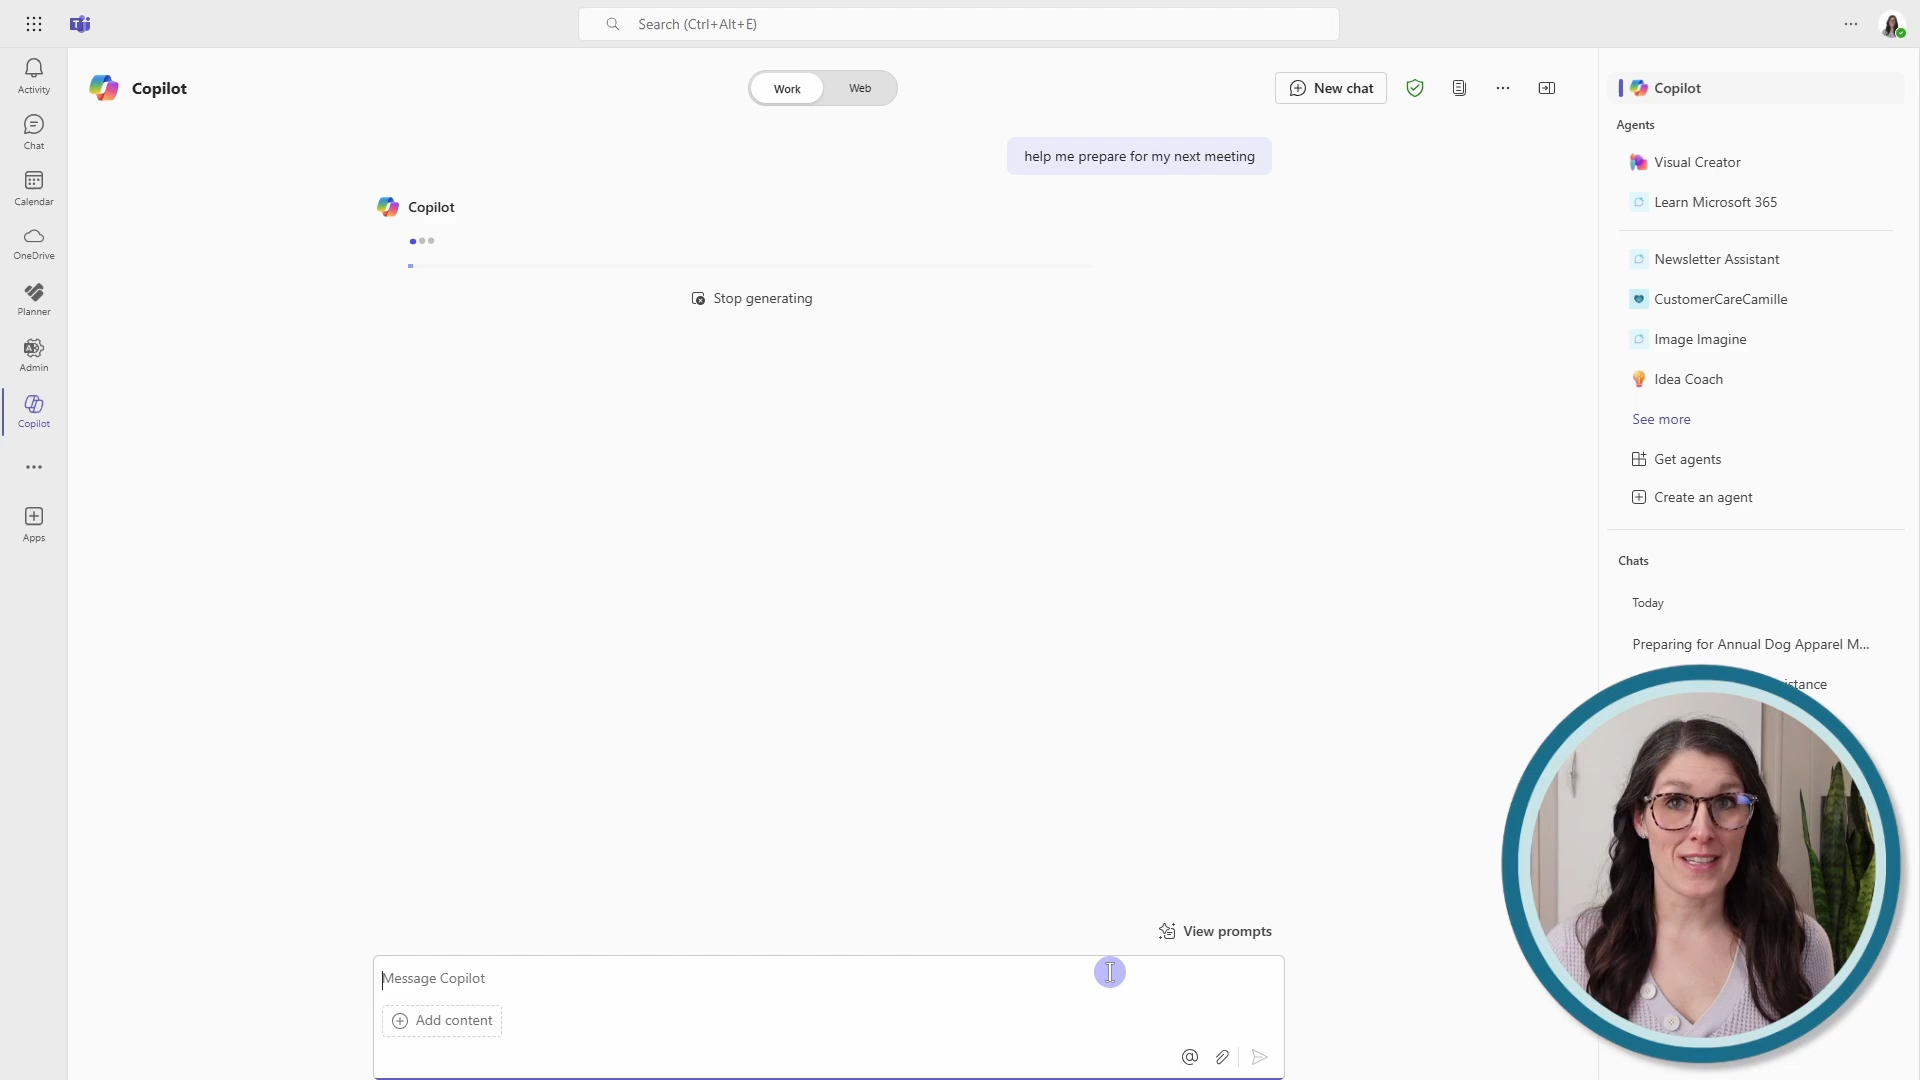 Search (Ctrl+Alt+E)
Activity
Chat
Calendar
OneDrive
Planner
Admin
Copilot
Apps
Copilot
Work
Web
New chat
help me prepare for my next meeting
Copilot
Stop generating
View prompts
Message Copilot
Add content
Copilot
Agents
Visual Creator
Learn Microsoft 365
Newsletter Assistant
CustomerCareCamille
Image Imagine
Idea Coach
See more
Get agents
Create an agent
Chats
Today
Preparing for Annual Dog Apparel M...